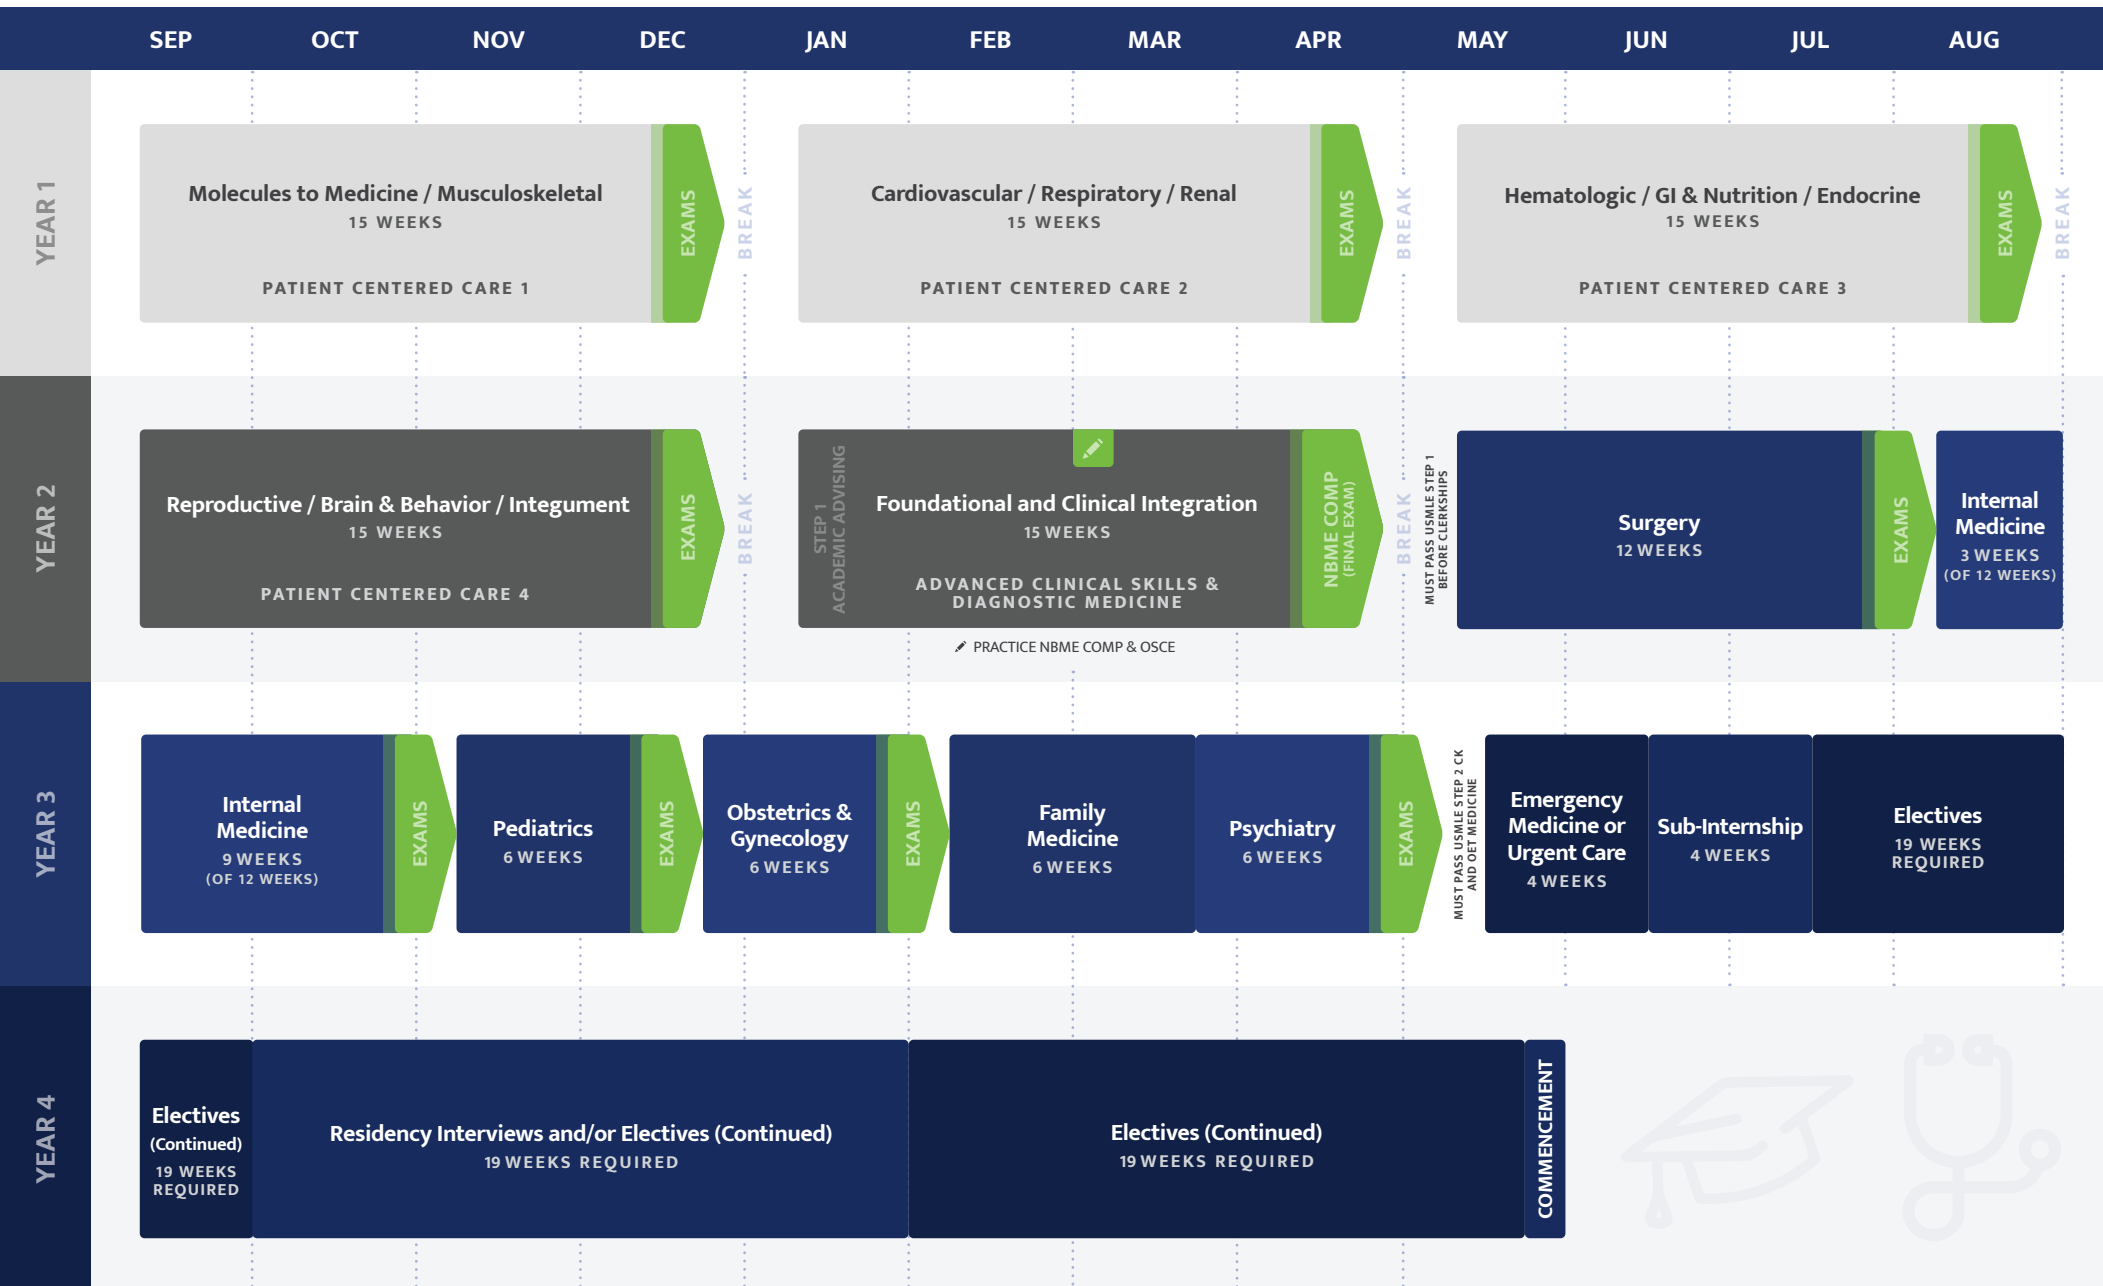 SEP OCT NOV DEC JAN FEB MAR APR MAY JUN JUL AUG
YEAR 1
Molecules to Medicine / Musculoskeletal
15 WEEKS
PATIENT CENTERED CARE 1
EXAMS
BREAK
Cardiovascular / Respiratory / Renal
15 WEEKS
PATIENT CENTERED CARE 2
EXAMS
BREAK
Hematologic / GI & Nutrition / Endocrine
15 WEEKS
PATIENT CENTERED CARE 3
EXAMS
BREAK
YEAR 2
Reproductive / Brain & Behavior / Integument
15 WEEKS
PATIENT CENTERED CARE 4
EXAMS
BREAK
STEP 1
ACADEMIC ADVISING
Foundational and Clinical Integration
15 WEEKS
ADVANCED CLINICAL SKILLS &
DIAGNOSTIC MEDICINE
NBME COMP
(FINAL EXAM)
PRACTICE NBME COMP & OSCE
BREAK
MUST PASS USMLE STEP 1
BEFORE CLERKSHIPS
Surgery
12 WEEKS
EXAMS
Internal
Medicine
3 WEEKS
(OF 12 WEEKS)
YEAR 3
Internal
Medicine
9 WEEKS
(OF 12 WEEKS)
EXAMS
Pediatrics
6 WEEKS
EXAMS
Obstetrics &
Gynecology
6 WEEKS
EXAMS
Family
Medicine
6 WEEKS
Psychiatry
6 WEEKS
EXAMS
MUST PASS USMLE STEP 2 CK
AND OET MEDICINE
Emergency
Medicine or
Urgent Care
4 WEEKS
Sub-Internship
4 WEEKS
Electives
19 WEEKS
REQUIRED
YEAR 4
Electives
(Continued)
19 WEEKS
REQUIRED
Residency Interviews and/or Electives (Continued)
19 WEEKS REQUIRED
Electives (Continued)
19 WEEKS REQUIRED
COMMENCEMENT